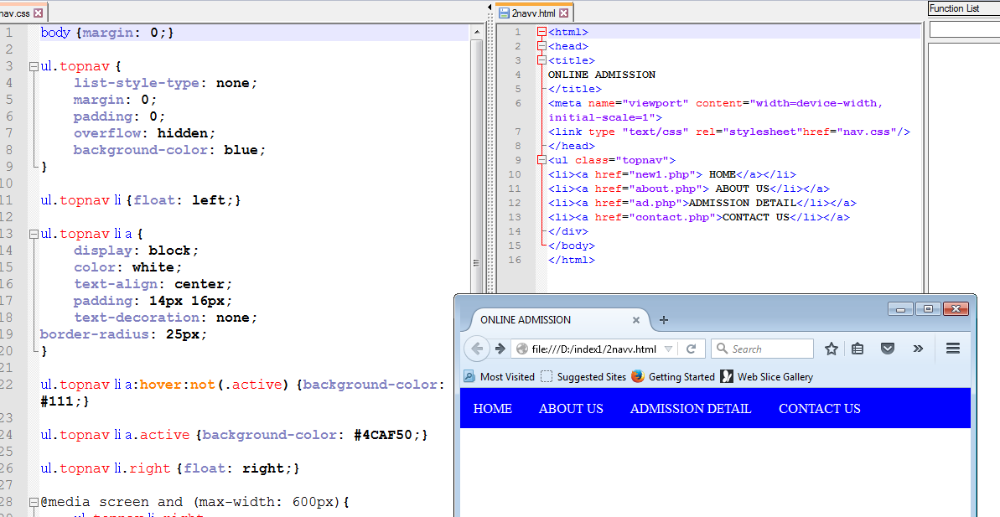 nav.css
1 body {margin: 0;}
2
3 ul.topnav {
4 list-style-type: none;
5 margin: 0;
6 padding: 0;
7 overflow: hidden;
8 background-color: blue;
9 }
10
11 ul.topnav li {float: left;}
12
13 ul.topnav li a {
14 display: block;
15 color: white;
16 text-align: center;
17 padding: 14px 16px;
18 text-decoration: none;
19 border-radius: 25px;
20 }
21
22 ul.topnav li a:hover:not(.active) {background-color:
#111;}
23
24 ul.topnav li a.active {background-color: #4CAF50;}
25
26 ul.topnav li.right {float: right;}
27
28 @media screen and (max-width: 600px){
ul.topnav li.right
2navv.html
1 <html>
2 <head>
3 <title>
4 ONLINE ADMISSION
5 </title>
6 <meta name="viewport" content="width=device-width,
initial-scale=1">
7 <link type "text/css" rel="stylesheet"href="nav.css"/>
8 </head>
9 <ul class="topnav">
10 <li><a href="new1.php"> HOME</a></li>
11 <li><a href="about.php"> ABOUT US</li></a>
12 <li><a href="ad.php">ADMISSION DETAIL</li></a>
13 <li><a href="contact.php">CONTACT US</li></a>
14 </div>
15 </body>
16 </html>
Function List
ONLINE ADMISSION
file:///D:/index1/2navv.html
Search
Most Visited Suggested Sites Getting Started Web Slice Gallery
HOME ABOUT US ADMISSION DETAIL CONTACT US